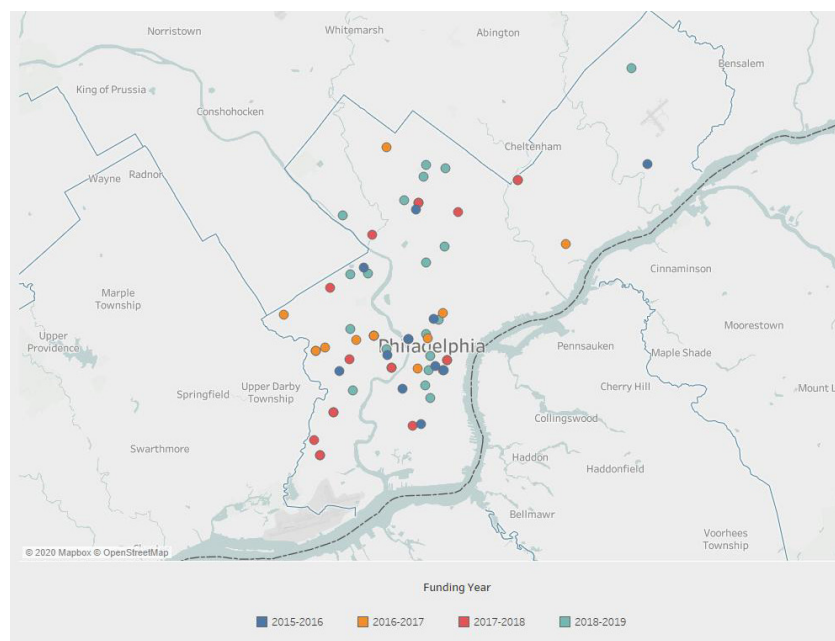 Norristown
Whitemarsh
Abington
Bensalem
King of Prussia
Conshohocken
Cheltenham
Wayne
Radnor
Cinnaminson
Marple
Township
Moorestown
Upper
Providence
Philadelphia
Pennsauken
Maple Shade
Cherry Hill
Mount L
Springfield
Upper Darby
Township
Collingswood
Swarthmore
Haddon
Haddonfield
Bellmawr
Voorhees
Township
© 2020 Mapbox © OpenStreetMap
Funding Year
2015-2016
2016-2017
2017-2018
2018-2019